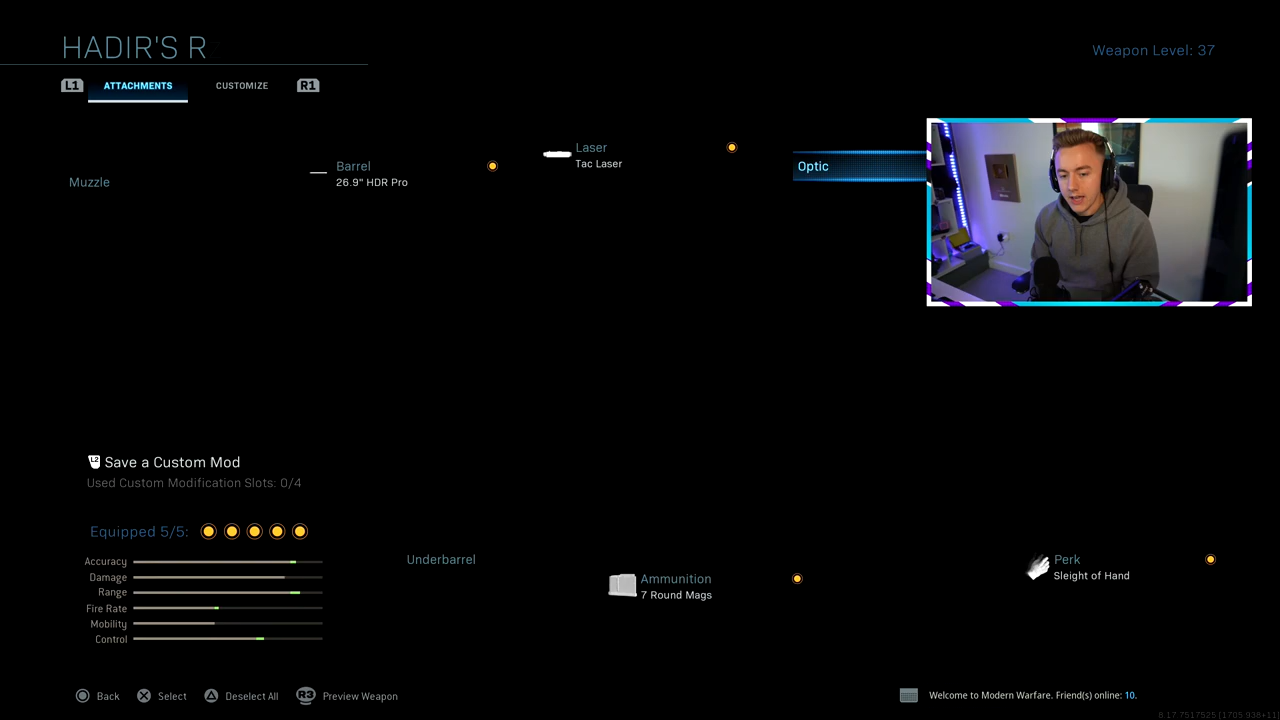 HADIR'S R
Weapon Level: 37
L1
ATTACHMENTS
CUSTOMIZE
R1
Muzzle
Barrel
26.9" HDR Pro
Laser
Tac Laser
Optic
L2 Save a Custom Mod
Used Custom Modification Slots: 0/4
Equipped 5/5:
Accuracy
Damage
Range
Fire Rate
Mobility
Control
Underbarrel
Ammunition
7 Round Mags
Perk
Sleight of Hand
Back
Select
Deselect All
R3 Preview Weapon
Welcome to Modern Warfare. Friend(s) online: 10.